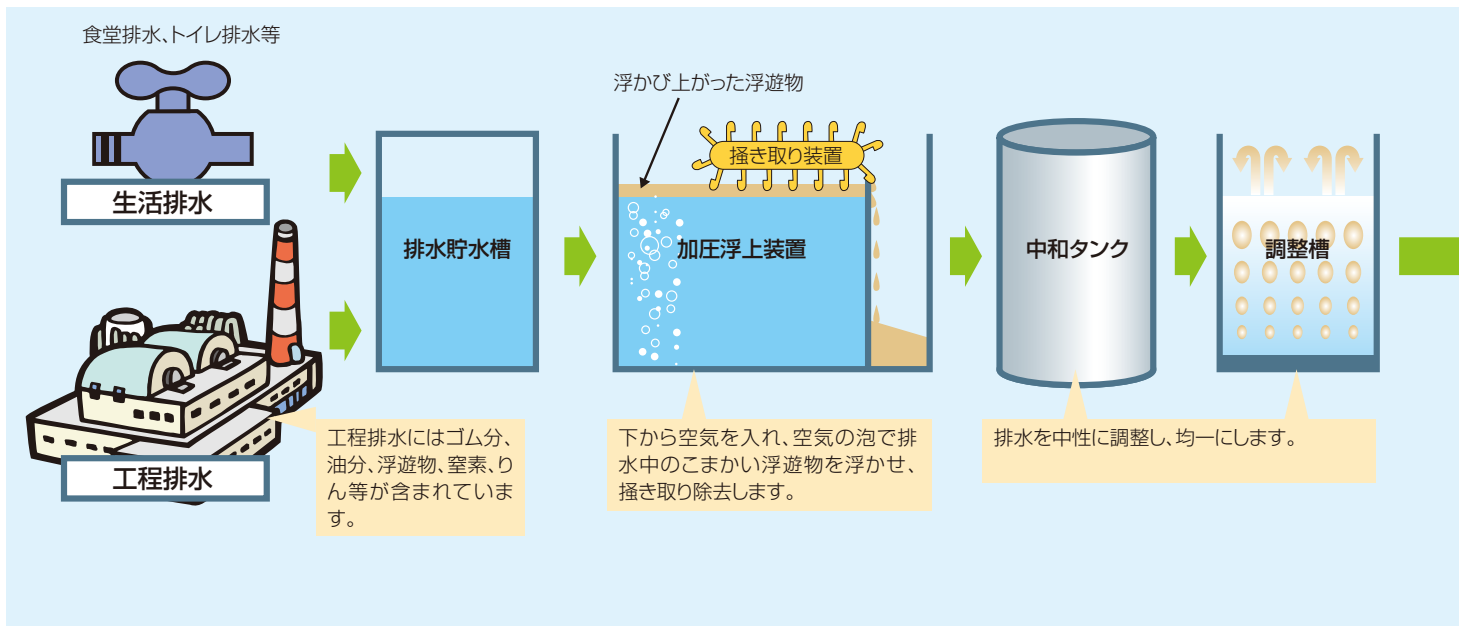 食堂排水、トイレ排水等
生活排水
工程排水
工程排水にはゴム分、
油分、浮遊物、窒素、り
ん等が含まれていま
す。
排水貯水槽
浮かび上がった浮遊物
掻き取り装置
加圧浮上装置
下から空気を入れ、空気の泡で排
水中のこまかい浮遊物を浮かせ、
掻き取り除去します。
中和タンク
調整槽
排水を中性に調整し、均一にします。